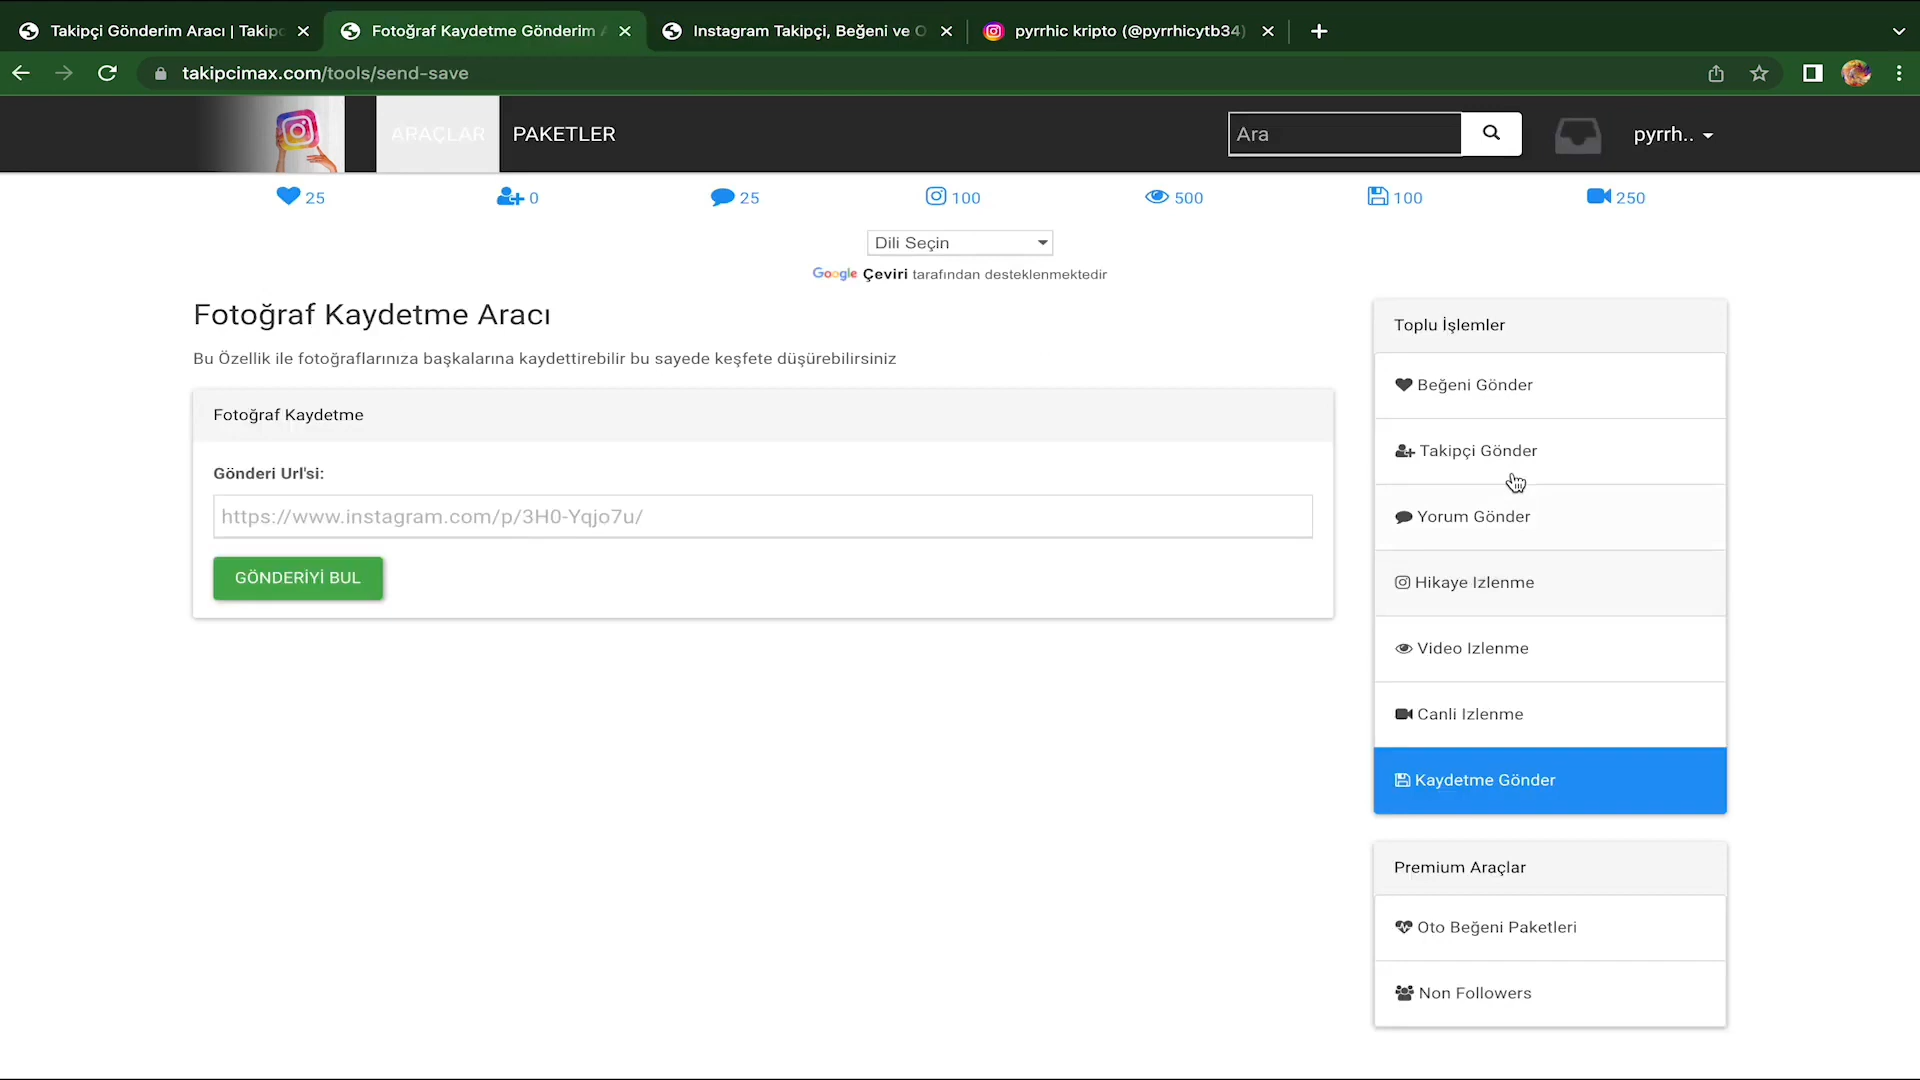 Takipçi Gönderim Aracı | Takip
Fotoğraf Kaydetme Gönderim
Instagram Takipçi, Beğeni ve
pyrrhic kripto (@pyrrhicytb34)
takipcimax.com/tools/send-save
ARAÇLAR
PAKETLER
Ara
pyrrh..
25
0
25
100
500
100
250
Dili Seçin
Google Çeviri tarafından desteklenmektedir
Fotoğraf Kaydetme Aracı
Bu Özellik ile fotoğraflarınıza başkalarına kaydettirebilir bu sayede keşfete düşürebilirsiniz
Fotoğraf Kaydetme
Gönderi Url'si:
https://www.instagram.com/p/3H0-Yqjo7u/
GÖNDERİYİ BUL
Toplu İşlemler
Beğeni Gönder
Takipçi Gönder
Yorum Gönder
Hikaye Izlenme
Video Izlenme
Canli Izlenme
Kaydetme Gönder
Premium Araçlar
Oto Beğeni Paketleri
Non Followers